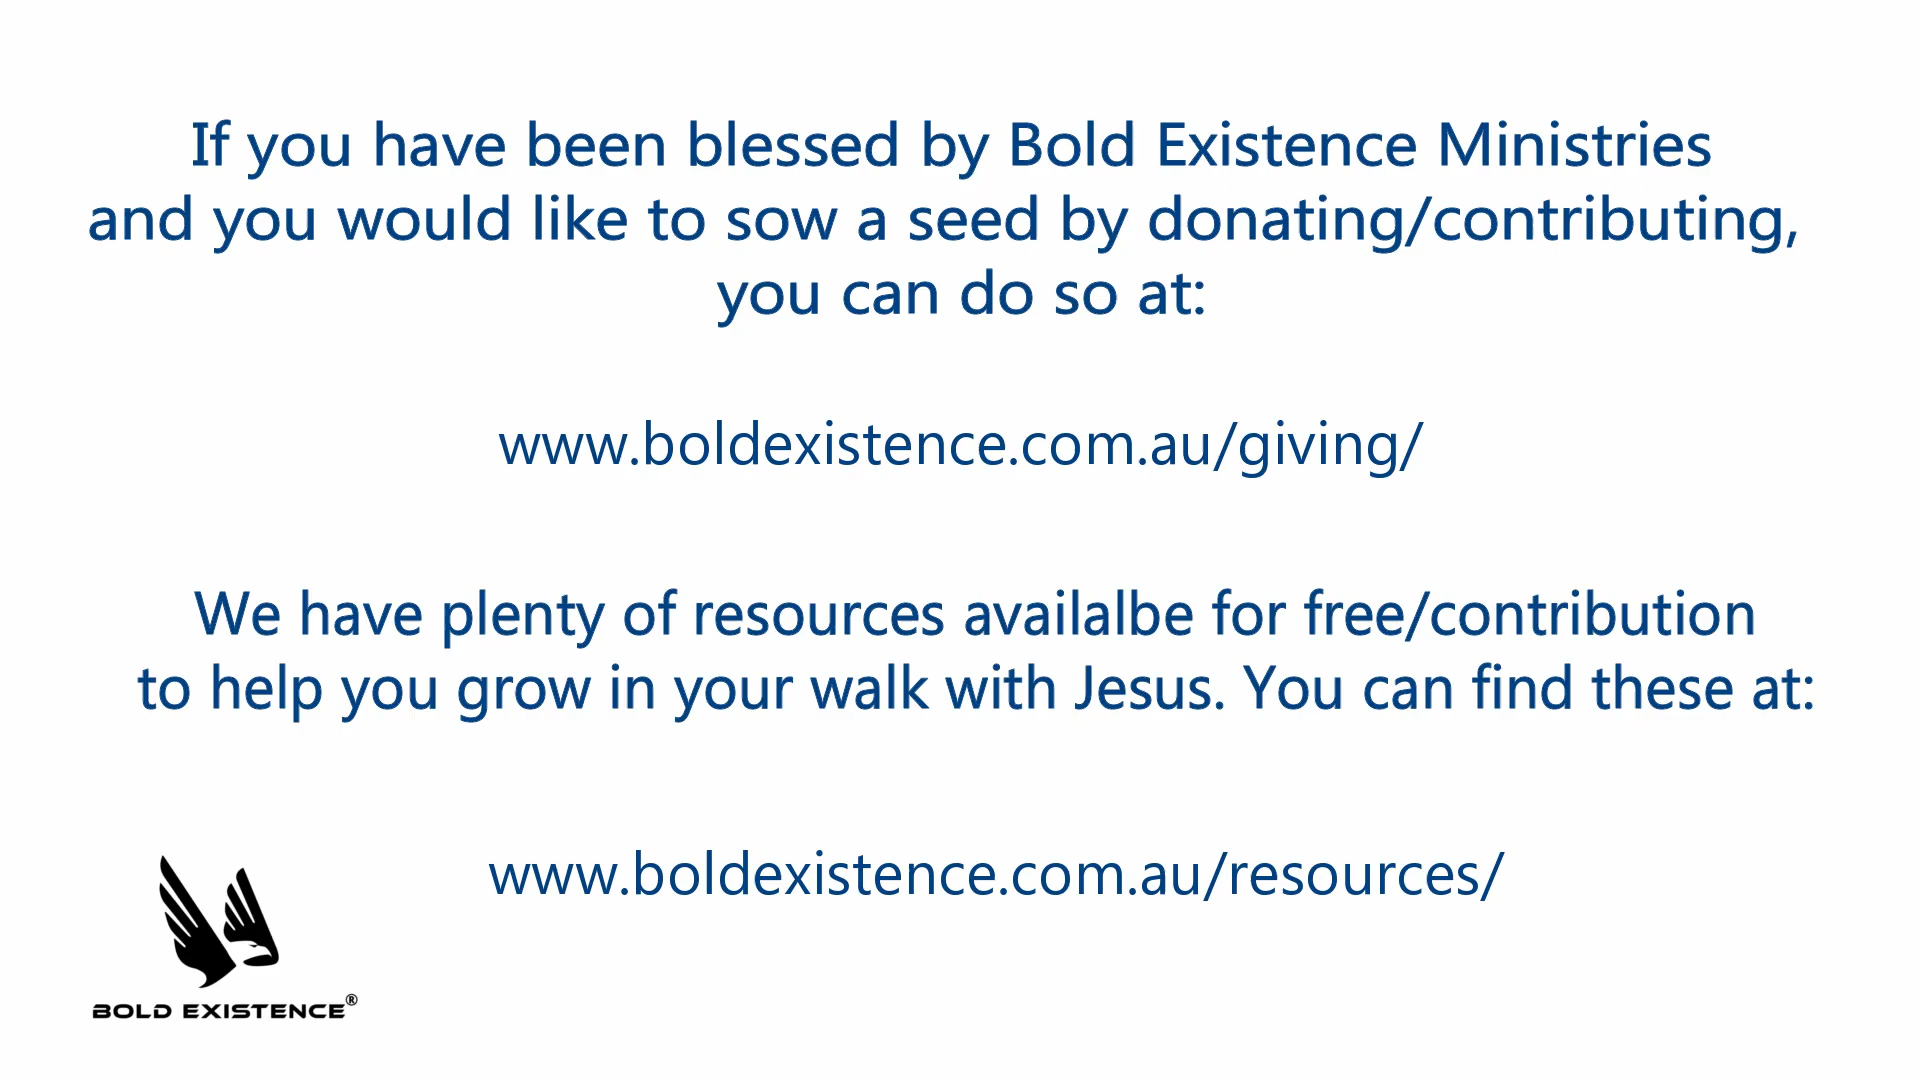 If you have been blessed by Bold Existence Ministries
and you would like to sow a seed by donating/contributing,
you can do so at:
www.boldexistence.com.au/giving/
We have plenty of resources availalbe for free/contribution
to help you grow in your walk with Jesus. You can find these at:
www.boldexistence.com.au/resources/
BOLD EXISTENCE®